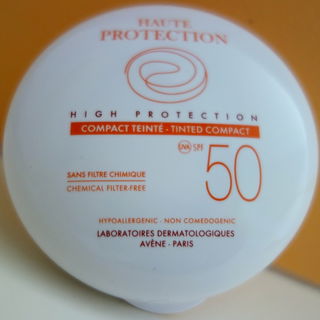 HAUTE
PROTECTION
HIGH PROTECTION
COMPACT TEINTÉ - TINTED COMPACT
UVA SPF 50
SANS FILTRE CHIMIQUE
CHEMICAL FILTER-FREE
HYPOALLERGENIC - NON COMEDOGENIC
LABORATOIRES DERMATOLOGIQUES
AVÈNE - PARIS